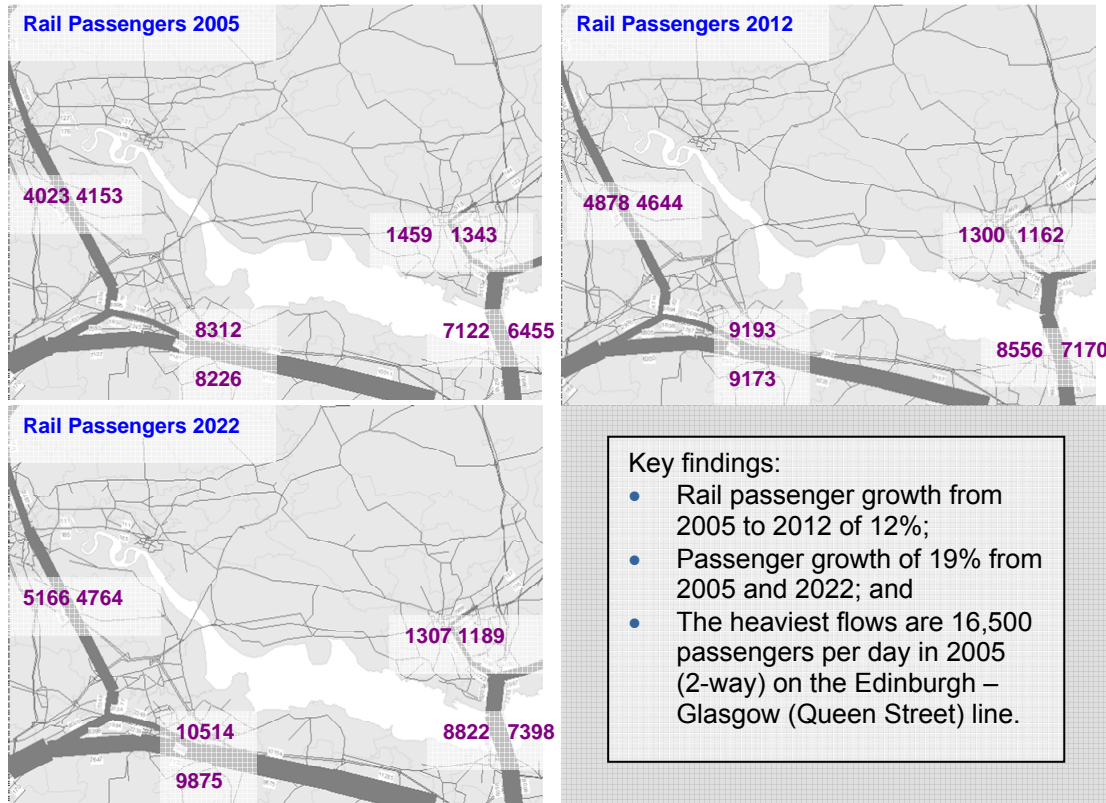 Rail Passengers 2005
4023 4153
1459 1343
8312
7122 6455
8226
Rail Passengers 2012
4878 4644
1300 1162
9193
8556 7170
9173
Rail Passengers 2022
5166 4764
1307 1189
10514
8822 7398
9875
Key findings:
• Rail passenger growth from
2005 to 2012 of 12%;
• Passenger growth of 19% from
2005 and 2022; and
• The heaviest flows are 16,500
passengers per day in 2005
(2-way) on the Edinburgh –
Glasgow (Queen Street) line.